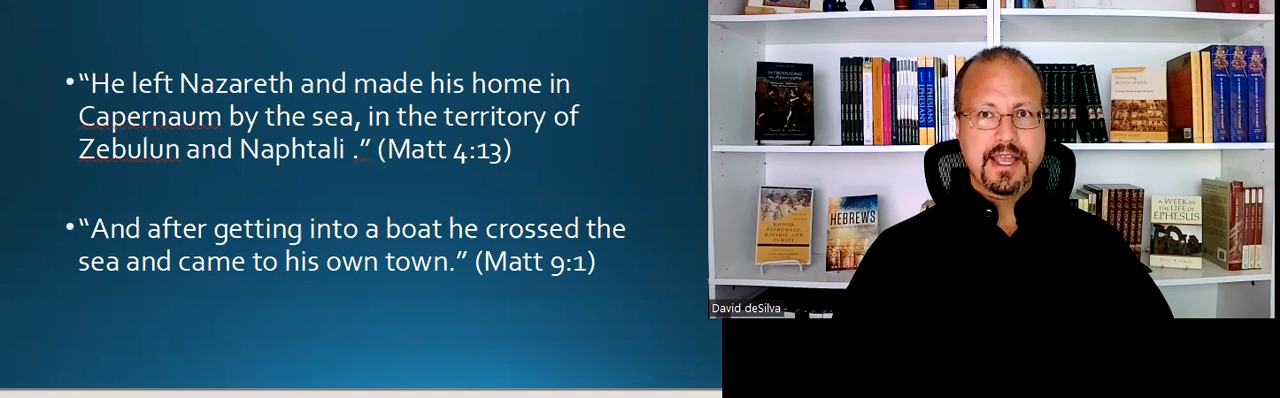 • “He left Nazareth and made his home in
Capernaum by the sea, in the territory of
Zebulun and Naphtali .” (Matt 4:13)
• “And after getting into a boat he crossed the
sea and came to his own town.” (Matt 9:1)
INTRODUCING
the Apocrypha
EPHESIANS
EPHESIANS
HONOR,
PATRONAGE,
KINSHIP, AND
PURITY
HEBREWS
A WEEK IN
THE LIFE OF
EPHESUS
David deSilva